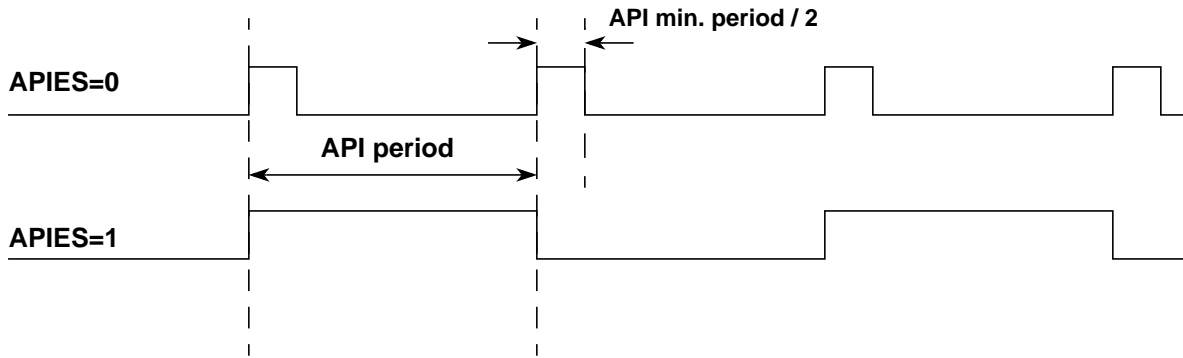 API min. period / 2
APIES=0
API period
APIES=1